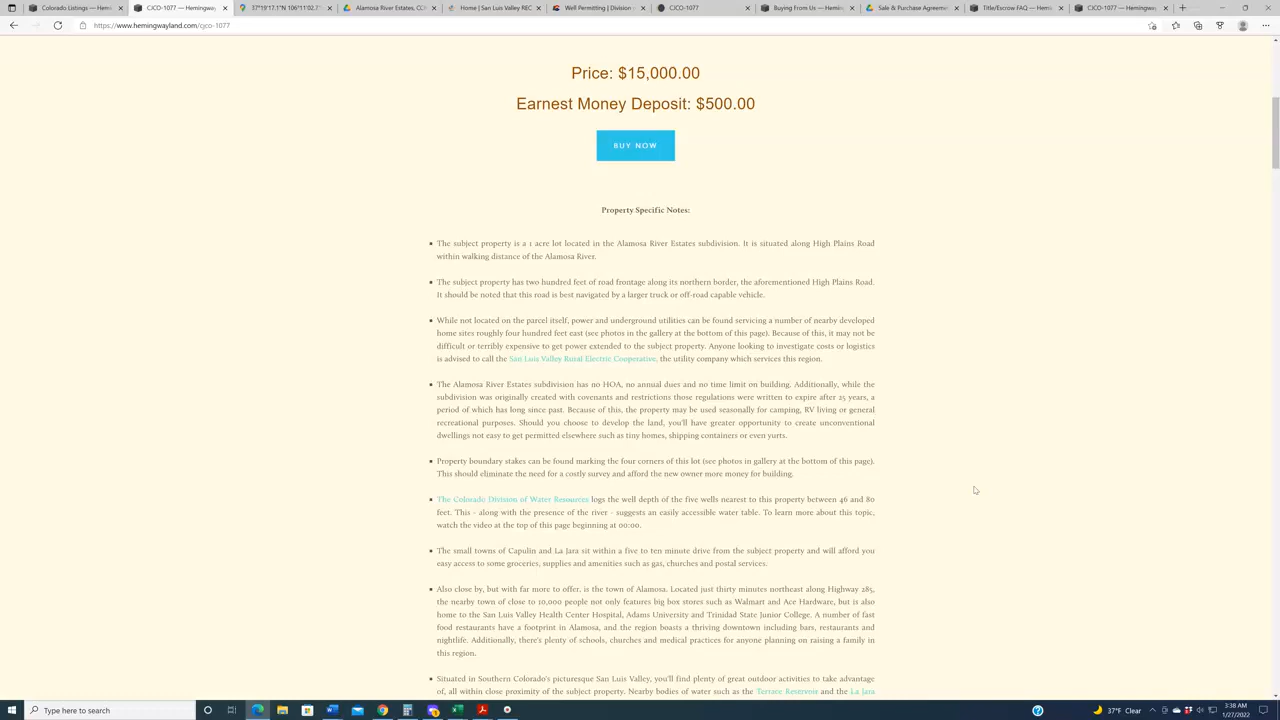 Colorado Listings — Hemi
CJCO-1077 — Hemingway
37°19'17.1"N 106°11'02.7
Alamosa River Estates, CO
Home | San Luis Valley REC
Well Permitting | Division
CJCO-1077
Buying From Us — Heming
Sale & Purchase Agreeme
Title/Escrow FAQ — Hem
CJCO-1077 — Hemingway
https://www.hemingwayland.com/cjco-1077
Price: $15,000.00
Earnest Money Deposit: $500.00
BUY NOW
Property Specific Notes:
The subject property is a 1 acre lot located in the Alamosa River Estates subdivision. It is situated along High Plains Road
within walking distance of the Alamosa River.
The subject property has two hundred feet of road frontage along its northern border, the aforementioned High Plains Road.
It should be noted that this road is best navigated by a larger truck or off-road capable vehicle.
While not located on the parcel itself, power and underground utilities can be found servicing a number of nearby developed
home sites roughly four hundred feet east (see photos in the gallery at the bottom of this page). Because of this, it may not be
difficult or terribly expensive to get power extended to the subject property. Anyone looking to investigate costs or logistics
is advised to call the San Luis Valley Rural Electric Cooperative, the utility company which services this region.
The Alamosa River Estates subdivision has no HOA, no annual dues and no time limit on building. Additionally, while the
subdivision was originally created with covenants and restrictions those regulations were written to expire after 25 years, a
period of which has long since past. Because of this, the property may be used seasonally for camping, RV living or general
recreational purposes. Should you choose to develop the land, you'll have greater opportunity to create unconventional
dwellings not easy to get permitted elsewhere such as tiny homes, shipping containers or even yurts.
Property boundary stakes can be found marking the four corners of this lot (see photos in gallery at the bottom of this page).
This should eliminate the need for a costly survey and afford the new owner more money for building.
The Colorado Division of Water Resources logs the well depth of the five wells nearest to this property between 46 and 80
feet. This - along with the presence of the river - suggests an easily accessible water table. To learn more about this topic,
watch the video at the top of this page beginning at 00:00.
The small towns of Capulin and La Jara sit within a five to ten minute drive from the subject property and will afford you
easy access to some groceries, supplies and amenities such as gas, churches and postal services.
Also close by, but with far more to offer, is the town of Alamosa. Located just thirty minutes northeast along Highway 285,
the nearby town of close to 10,000 people not only features big box stores such as Walmart and Ace Hardware, but is also
home to the San Luis Valley Health Center Hospital, Adams University and Trinidad State Junior College. A number of fast
food restaurants have a footprint in Alamosa, and the region boasts a thriving downtown including bars, restaurants and
nightlife. Additionally, there's plenty of schools, churches and medical practices for anyone planning on raising a family in
this region.
Situated in Southern Colorado's picturesque San Luis Valley, you'll find plenty of great outdoor activities to take advantage
of, all within close proximity of the subject property. Nearby bodies of water such as the Terrace Reservoir and the La Jara
Type here to search
37°F Clear
3:38 AM
1/27/2022